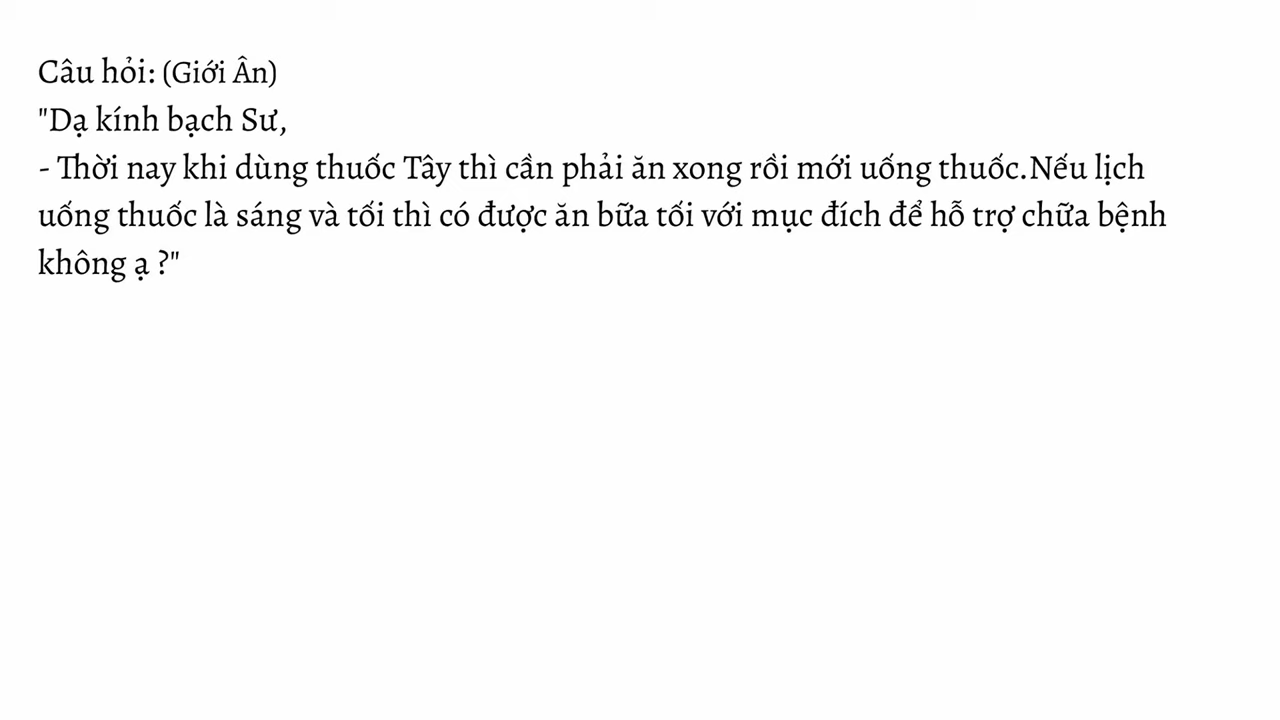 Câu hỏi: (Giới Ân)
"Dạ kính bạch Sư,
- Thời nay khi dùng thuốc Tây thì cần phải ăn xong rồi mới uống thuốc.Nếu lịch
uống thuốc là sáng và tối thì có được ăn bữa tối với mục đích để hỗ trợ chữa bệnh
không ạ ?"